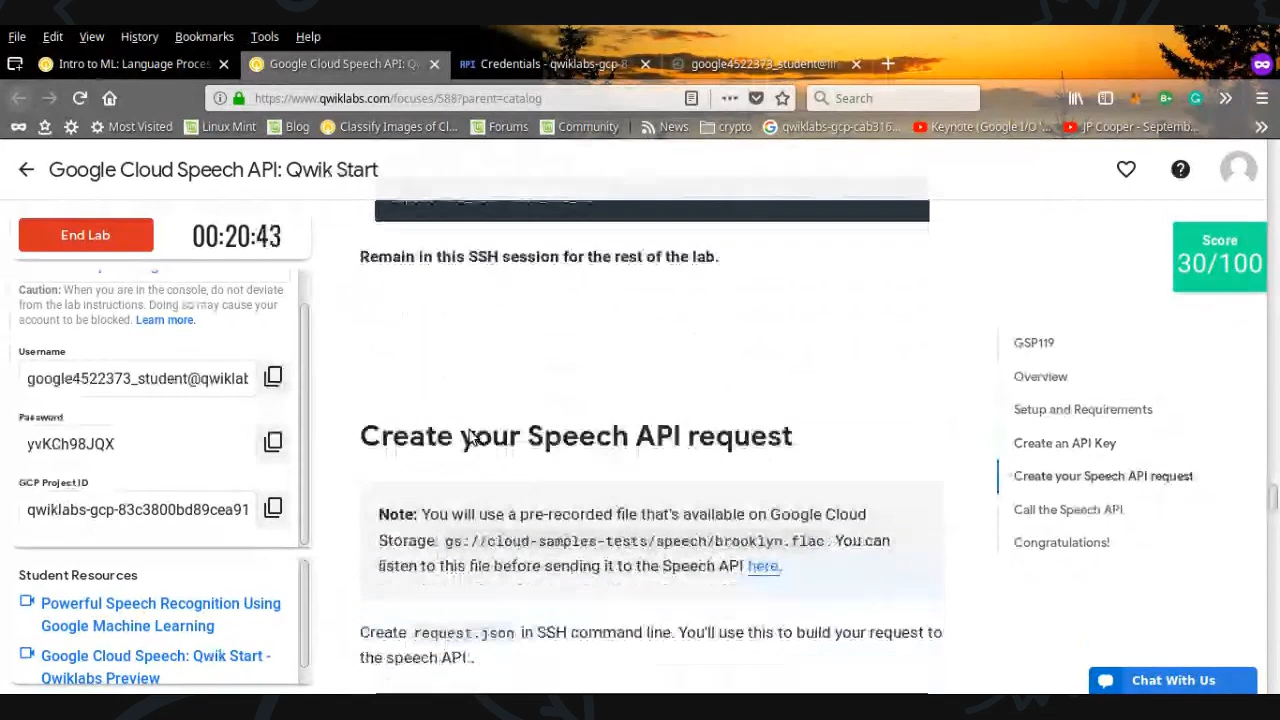 File Edit View History Bookmarks Tools Help
Intro to ML: Language Proces
Google Cloud Speech API: Q
Credentials - qwiklabs-gcp-8
google4522373_student@lin
https://www.qwiklabs.com/focuses/588?parent=catalog
Search
Most Visited
Linux Mint
Blog
Classify Images of Cl...
Forums
Community
News
crypto
qwiklabs-gcp-cab316...
Keynote (Google I/O '...
JP Cooper - Septemb...
Google Cloud Speech API: Qwik Start
End Lab
00:20:43
Caution: When you are in the console, do not deviate
from the lab instructions. Doing so may cause your
account to be blocked. Learn more.
Username
google4522373_student@qwiklab
Password
yvKCh98JQX
GCP Project ID
qwiklabs-gcp-83c3800bd89cea91
Student Resources
Powerful Speech Recognition Using
Google Machine Learning
Google Cloud Speech: Qwik Start -
Qwiklabs Preview
Remain in this SSH session for the rest of the lab.
Create your Speech API request
Note: You will use a pre-recorded file that's available on Google Cloud
Storage: gs://cloud-samples-tests/speech/brooklyn.flac. You can
listen to this file before sending it to the Speech API here.
Create request.json in SSH command line. You'll use this to build your request to
the speech API.
Score
30/100
GSP119
Overview
Setup and Requirements
Create an API Key
Create your Speech API request
Call the Speech API
Congratulations!
Chat With Us